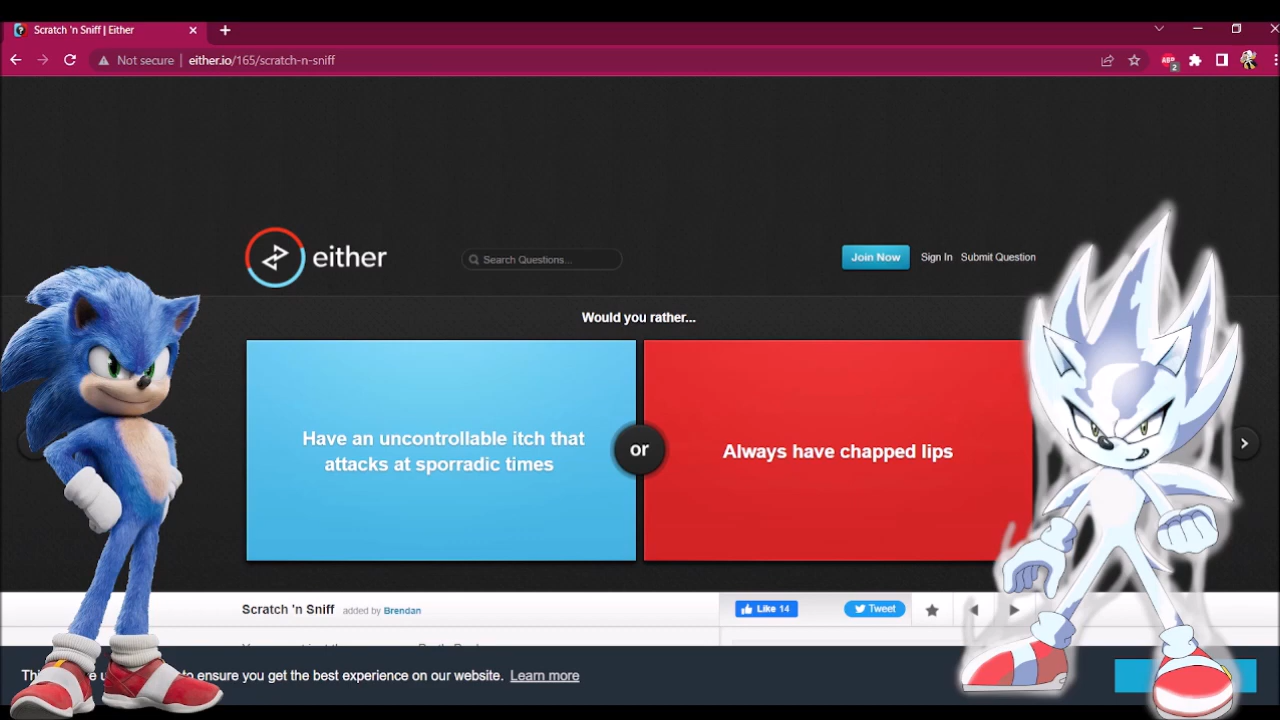 Scratch 'n Sniff | Either
Not secure | either.io/165/scratch-n-sniff
ABP
2
either
Search Questions...
Join Now
Sign In
Submit Question
Would you rather...
Have an uncontrollable itch that
attacks at sporradic times
or
Always have chapped lips
Scratch 'n Sniff added by Brendan
Like 14
Tweet
to ensure you get the best experience on our website. Learn more